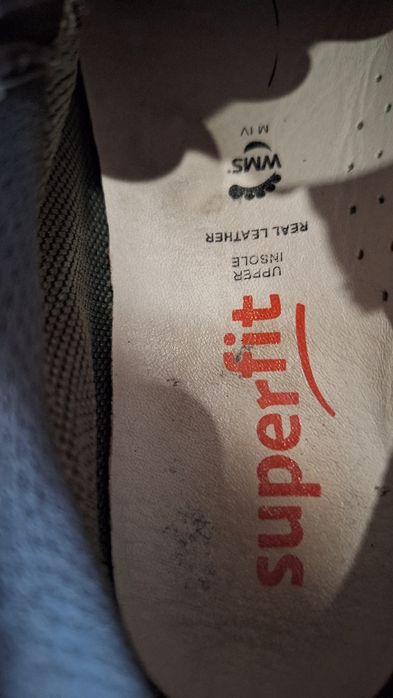 superfit
UPPER
INSOLE
REAL LEATHER
WMS
M IV